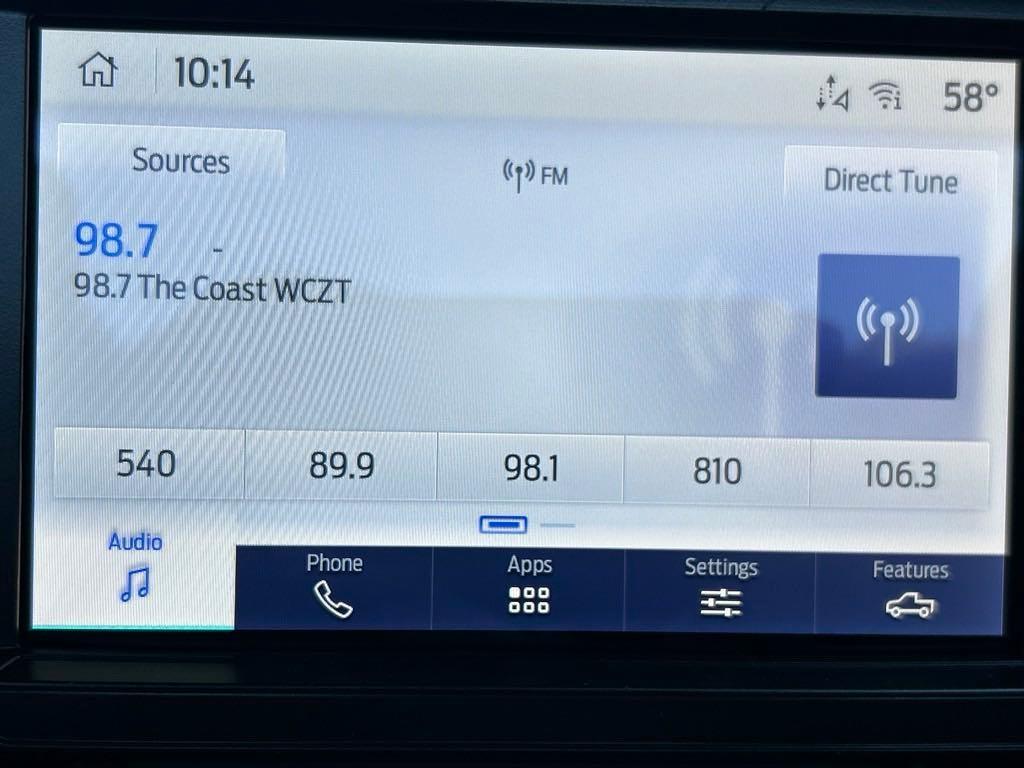 10:14
58°
Sources
FM
Direct Tune
98.7 -
98.7 The Coast WCZT
540 89.9 98.1 810 106.3
Audio Phone Apps Settings Features